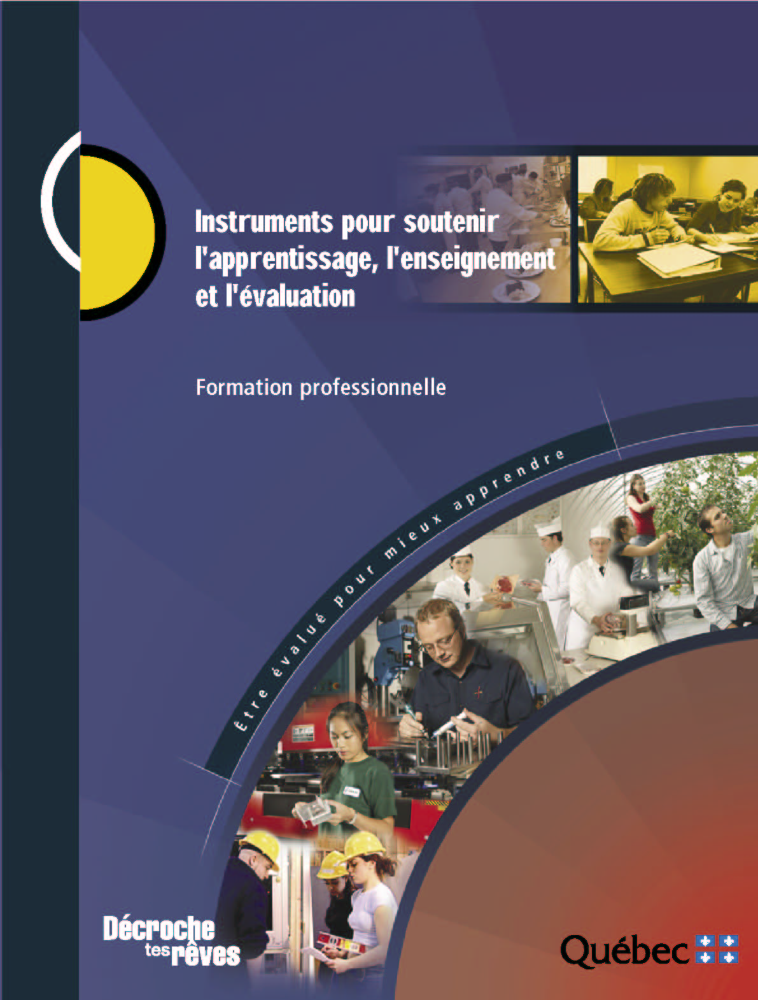 Instruments pour soutenir
l'apprentissage, l'enseignement
et l'évaluation
Formation professionnelle
Être évalué pour mieux apprendre
Décroche
tes rêves
Québec